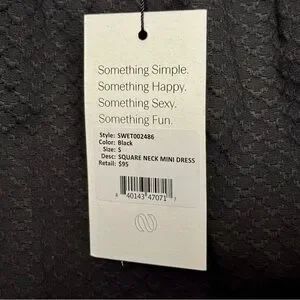 Something Simple.
Something Happy.
Something Sexy.
Something Fun.
Style: SWET002486
Color: Black
Size: S
Desc: SQUARE NECK MINI DRESS
Retail: $95
8 40143 47071 7